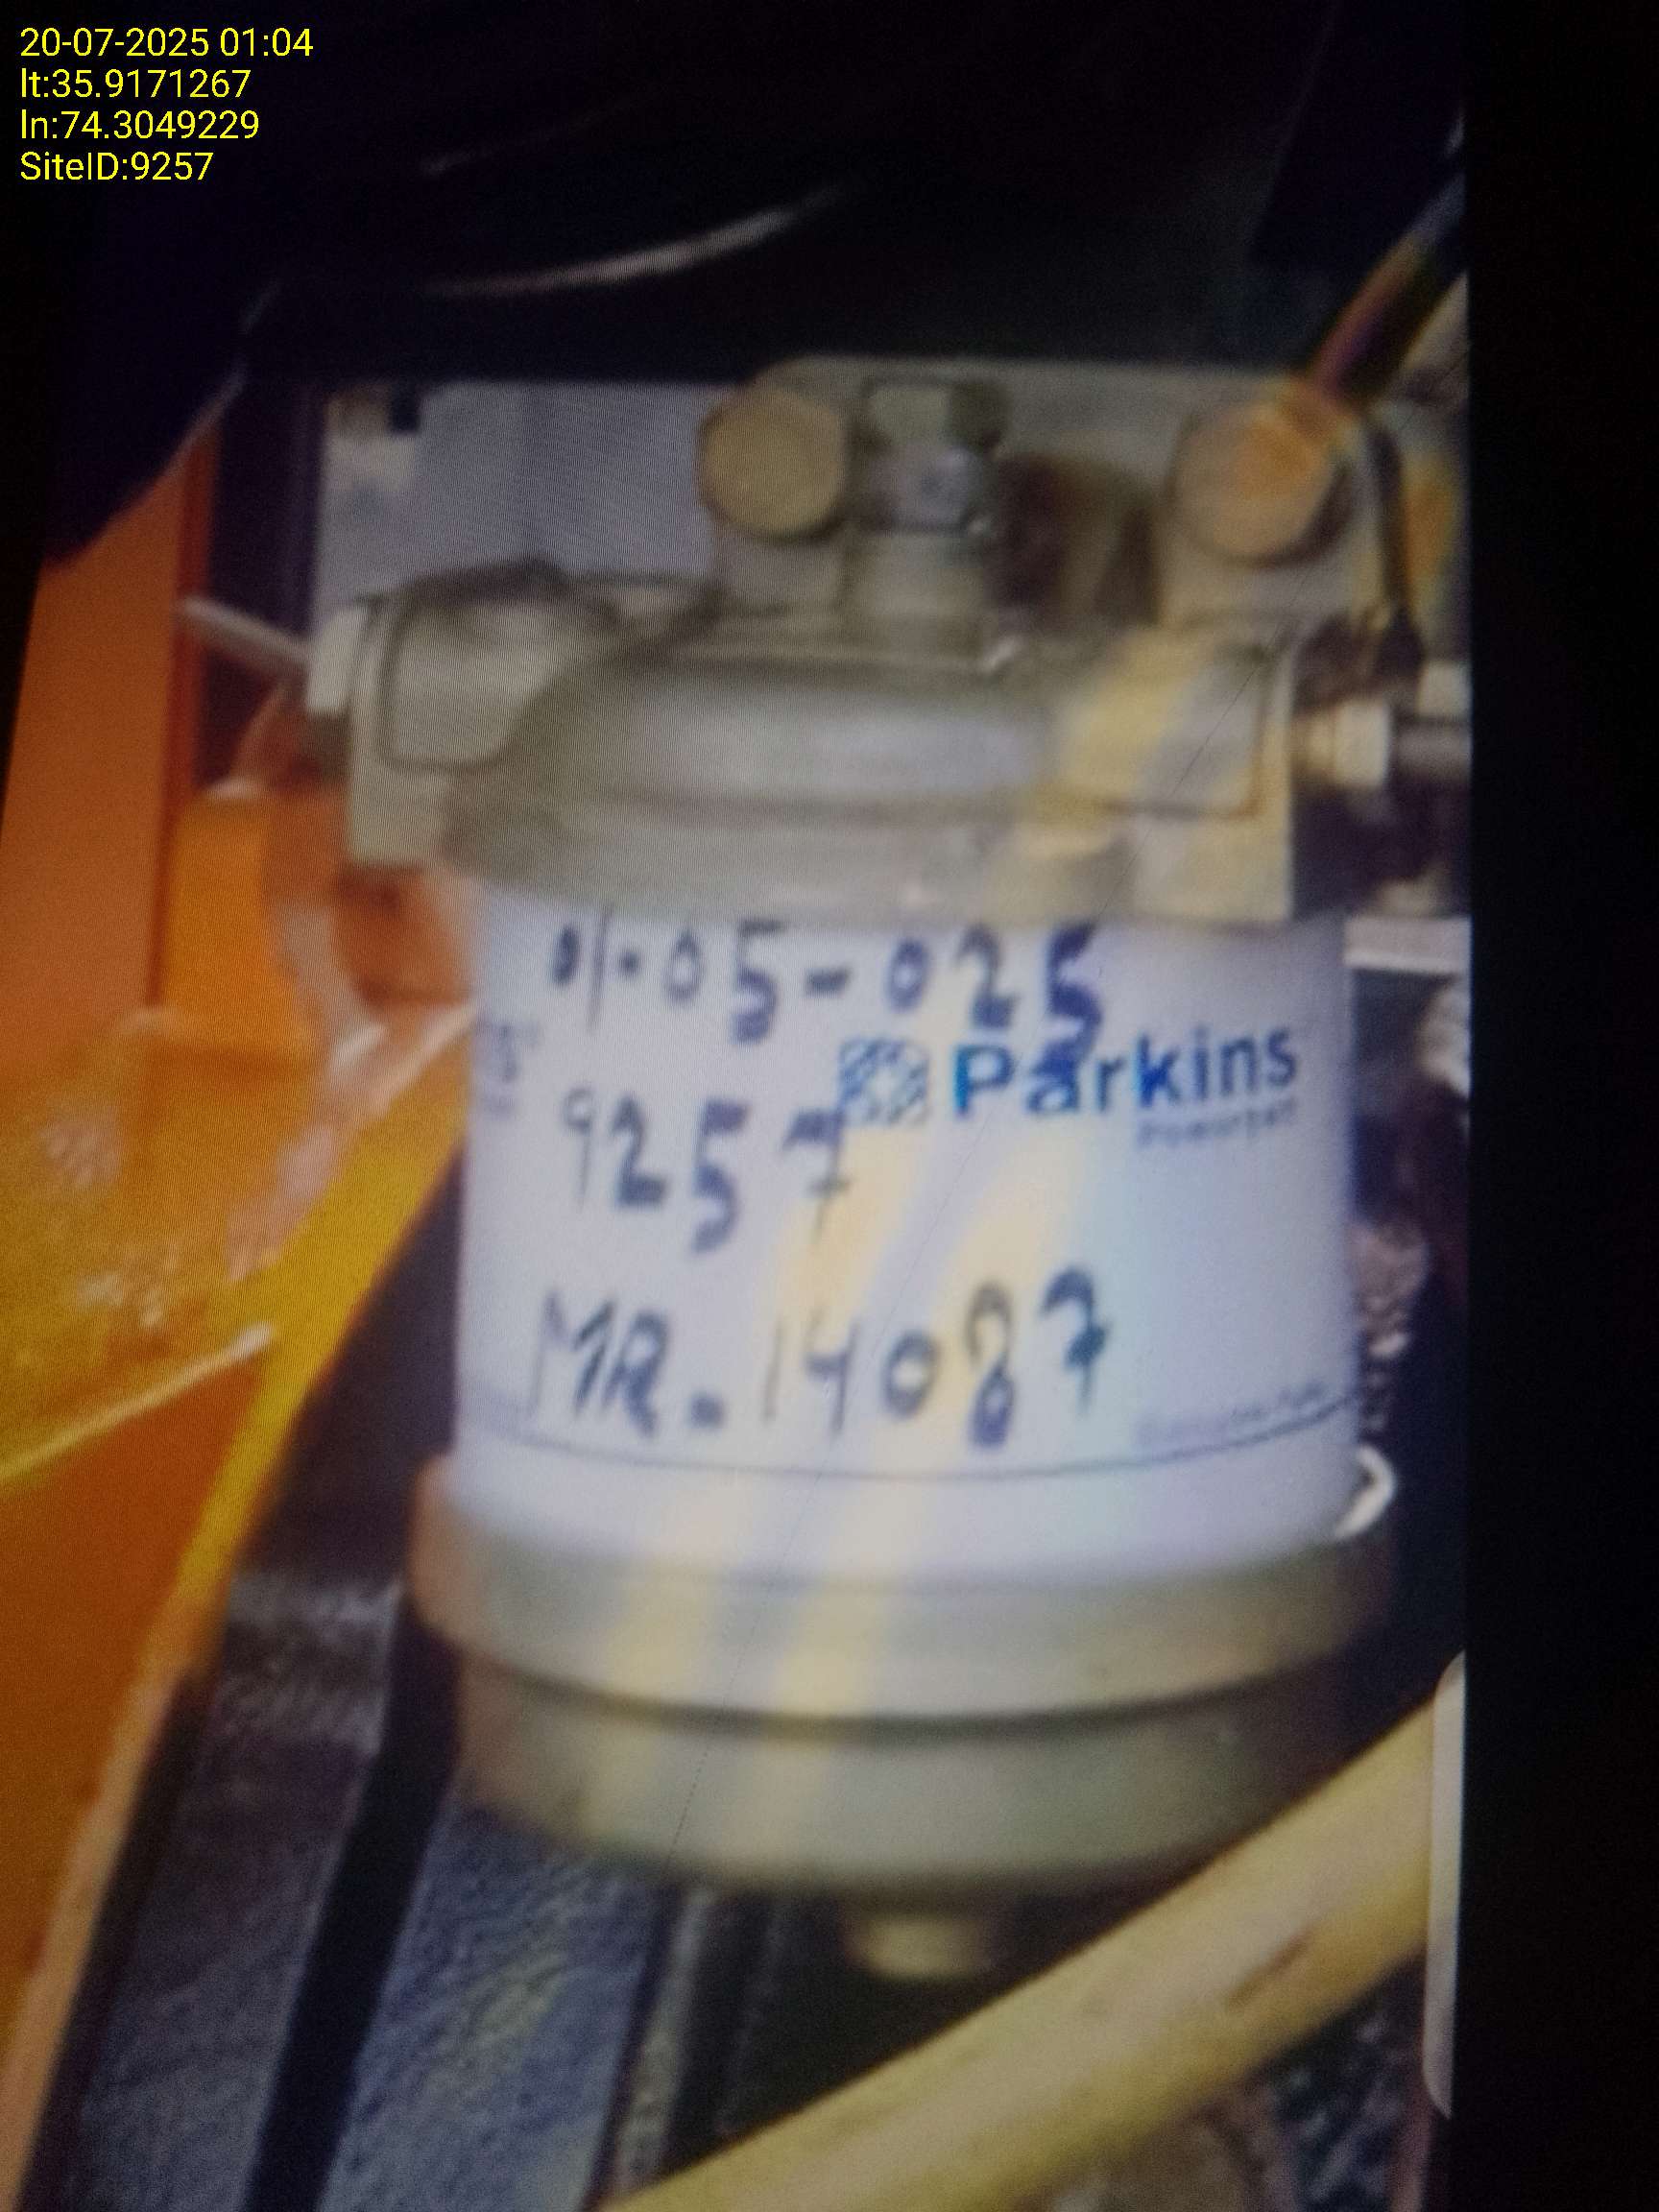 20-07-2025 01:04
lt:35.9171267
ln:74.3049229
SiteID:9257
01-05-025
Parkins
9257
MR.14087